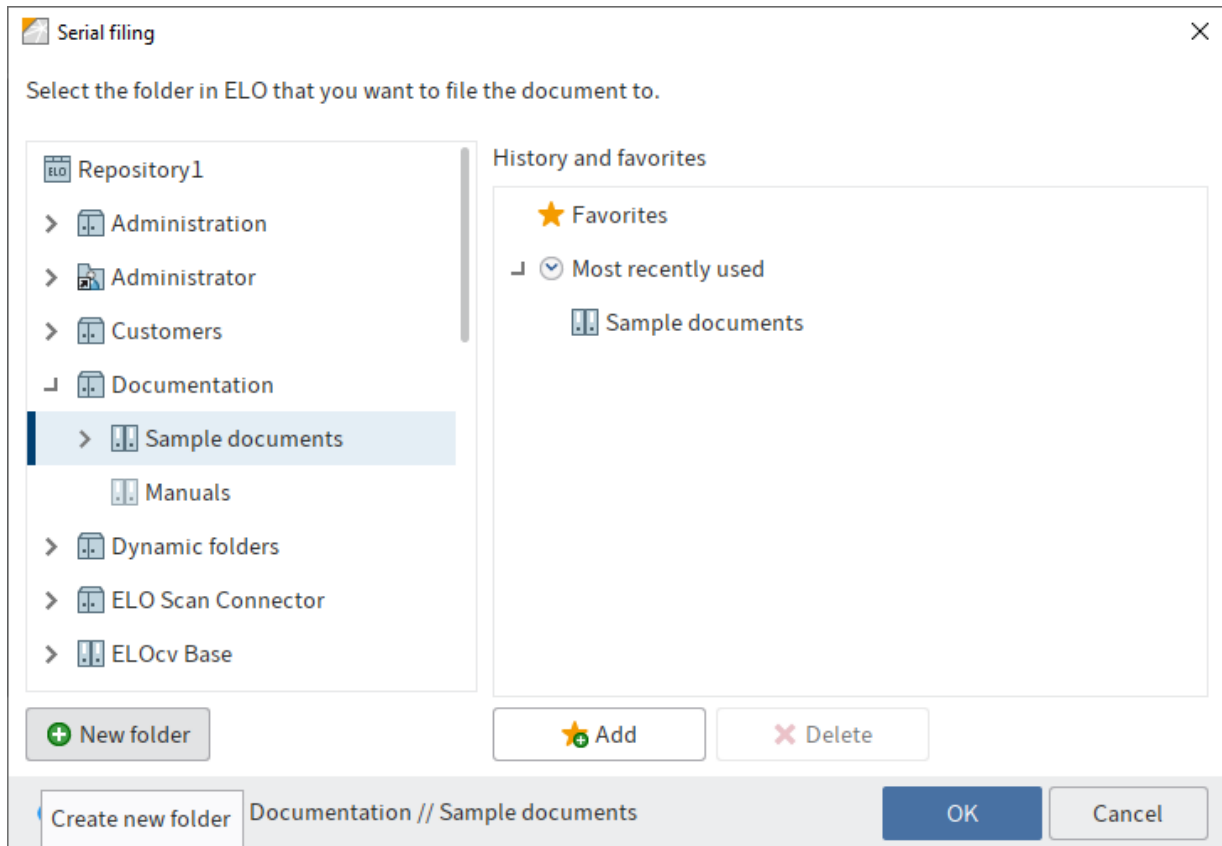 Serial filing
Select the folder in ELO that you want to file the document to.
ELO Repository1
Administration
Administrator
Customers
Documentation
Sample documents
Manuals
Dynamic folders
ELO Scan Connector
ELOcv Base
New folder
History and favorites
Favorites
Most recently used
Sample documents
Add
Delete
Create new folder
Documentation // Sample documents
OK
Cancel